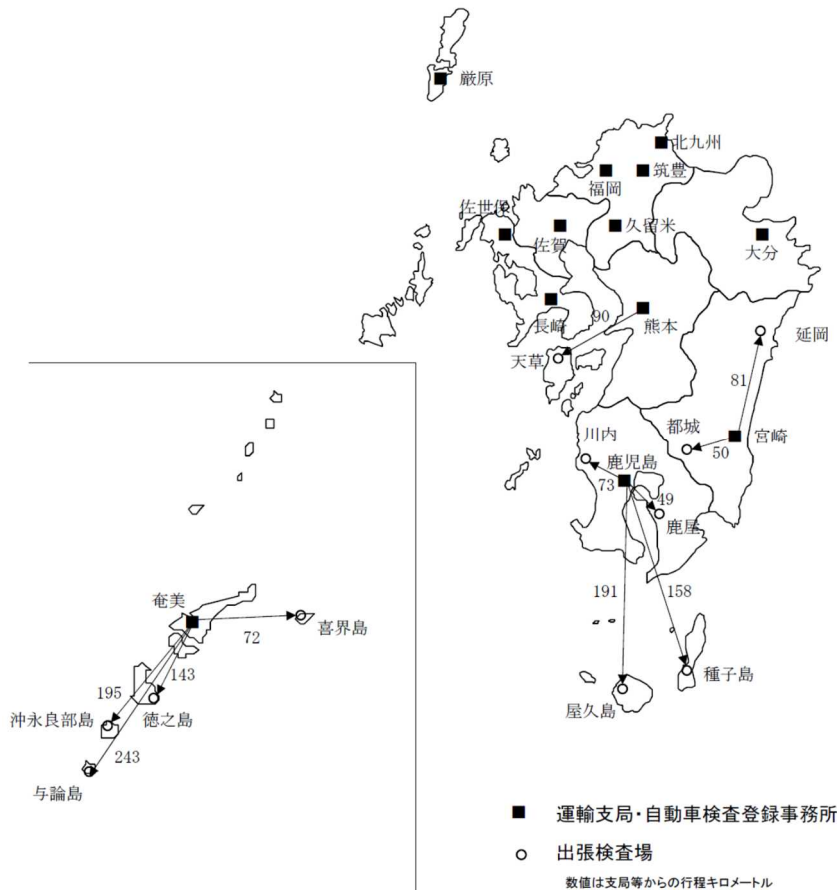 厳原
北九州
福岡
筑豊
佐世保
佐賀
久留米
大分
長崎
90
熊本
天草
延岡
81
川内
都城
宮崎
50
鹿児島
73
49
鹿屋
191
158
種子島
屋久島
奄美
72
喜界島
195
143
沖永良部島
徳之島
243
与論島
運輸支局・自動車検査登録事務所
出張検査場
数値は支局等からの行程キロメートル